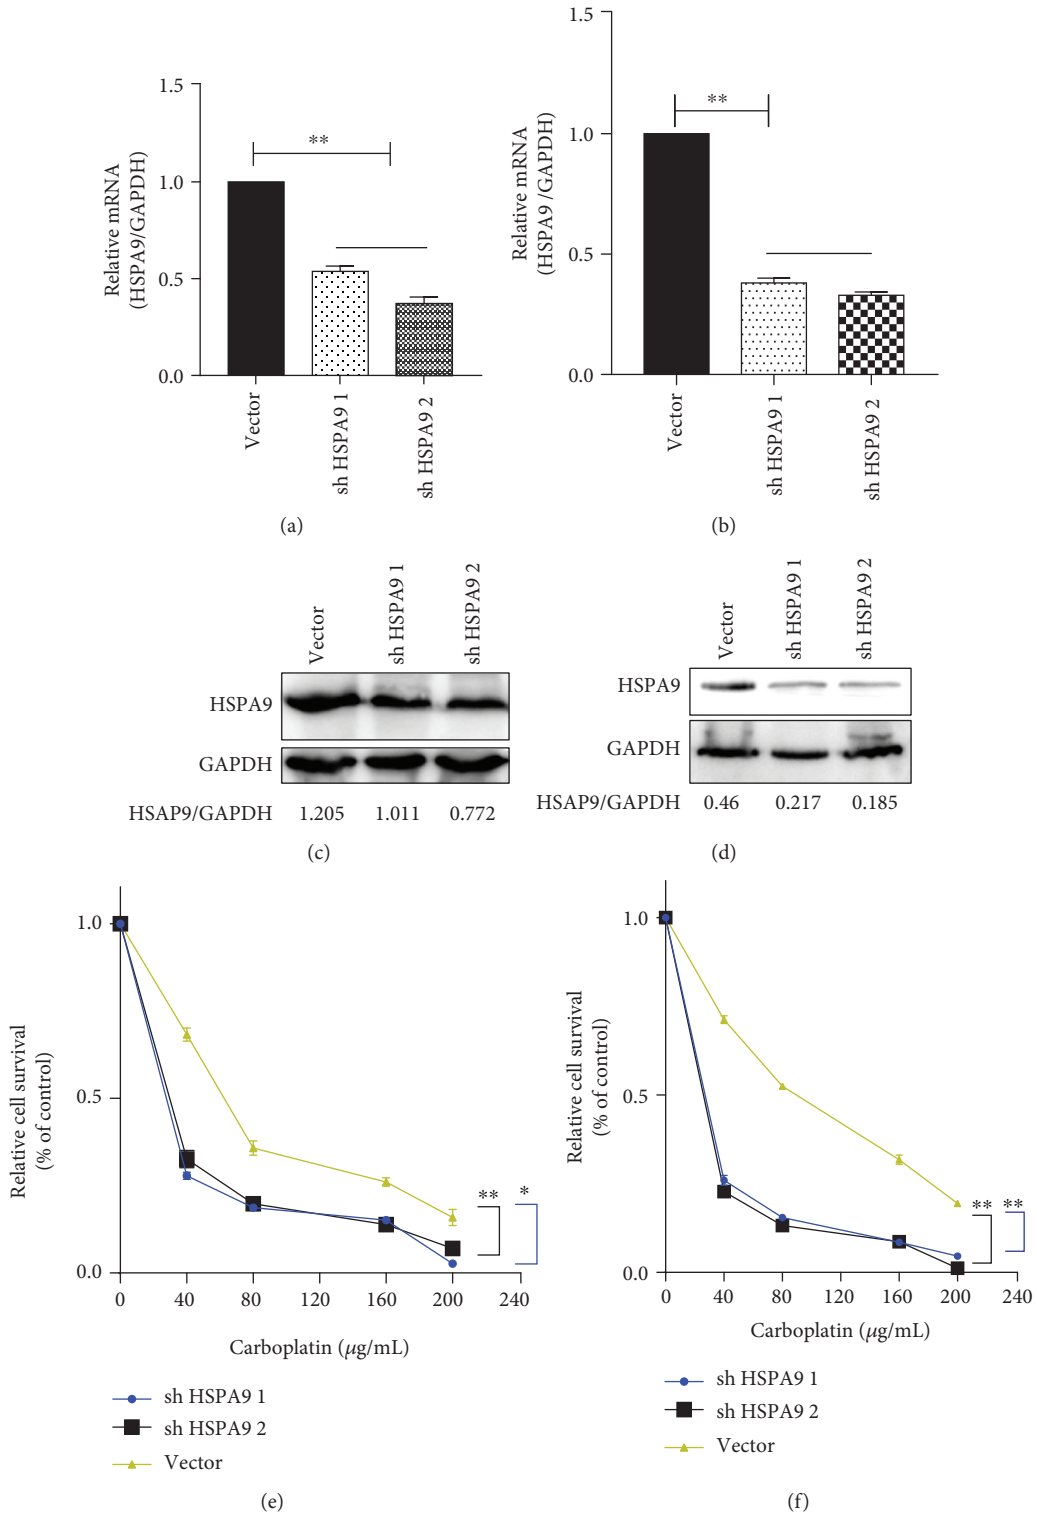 1.5
1.0
0.5
0.0
Relative mRNA
(HSPA9/GAPDH)
**
Vector
sh HSPA9 1
sh HSPA9 2
(a)
1.5
1.0
0.5
0.0
Relative mRNA
(HSPA9 /GAPDH)
**
Vector
sh HSPA9 1
sh HSPA9 2
(b)
Vector
sh HSPA9 1
sh HSPA9 2
HSPA9
GAPDH
HSAP9/GAPDH 1.205 1.011 0.772
(c)
Vector
sh HSPA9 1
sh HSPA9 2
HSPA9
GAPDH
HSAP9/GAPDH 0.46 0.217 0.185
(d)
1.0
0.5
0.0
Relative cell survival
(% of control)
** *
0 40 80 120 160 200 240
Carboplatin (μg/mL)
sh HSPA9 1
sh HSPA9 2
Vector
(e)
1.0
0.5
0.0
Relative cell survival
(% of control)
** **
0 40 80 120 160 200 240
Carboplatin (μg/mL)
sh HSPA9 1
sh HSPA9 2
Vector
(f)